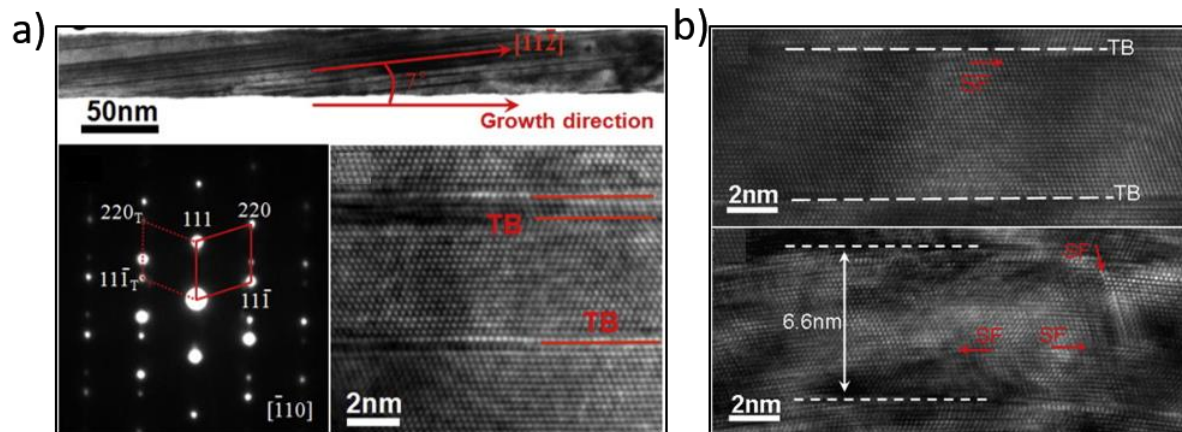 a)
[112̄]
7°
50nm
Growth direction
220T
111
220
111̄T
111̄
[1̄10]
TB
TB
2nm
b)
TB
SF
TB
2nm
SF
6.6nm
SF
SF
2nm